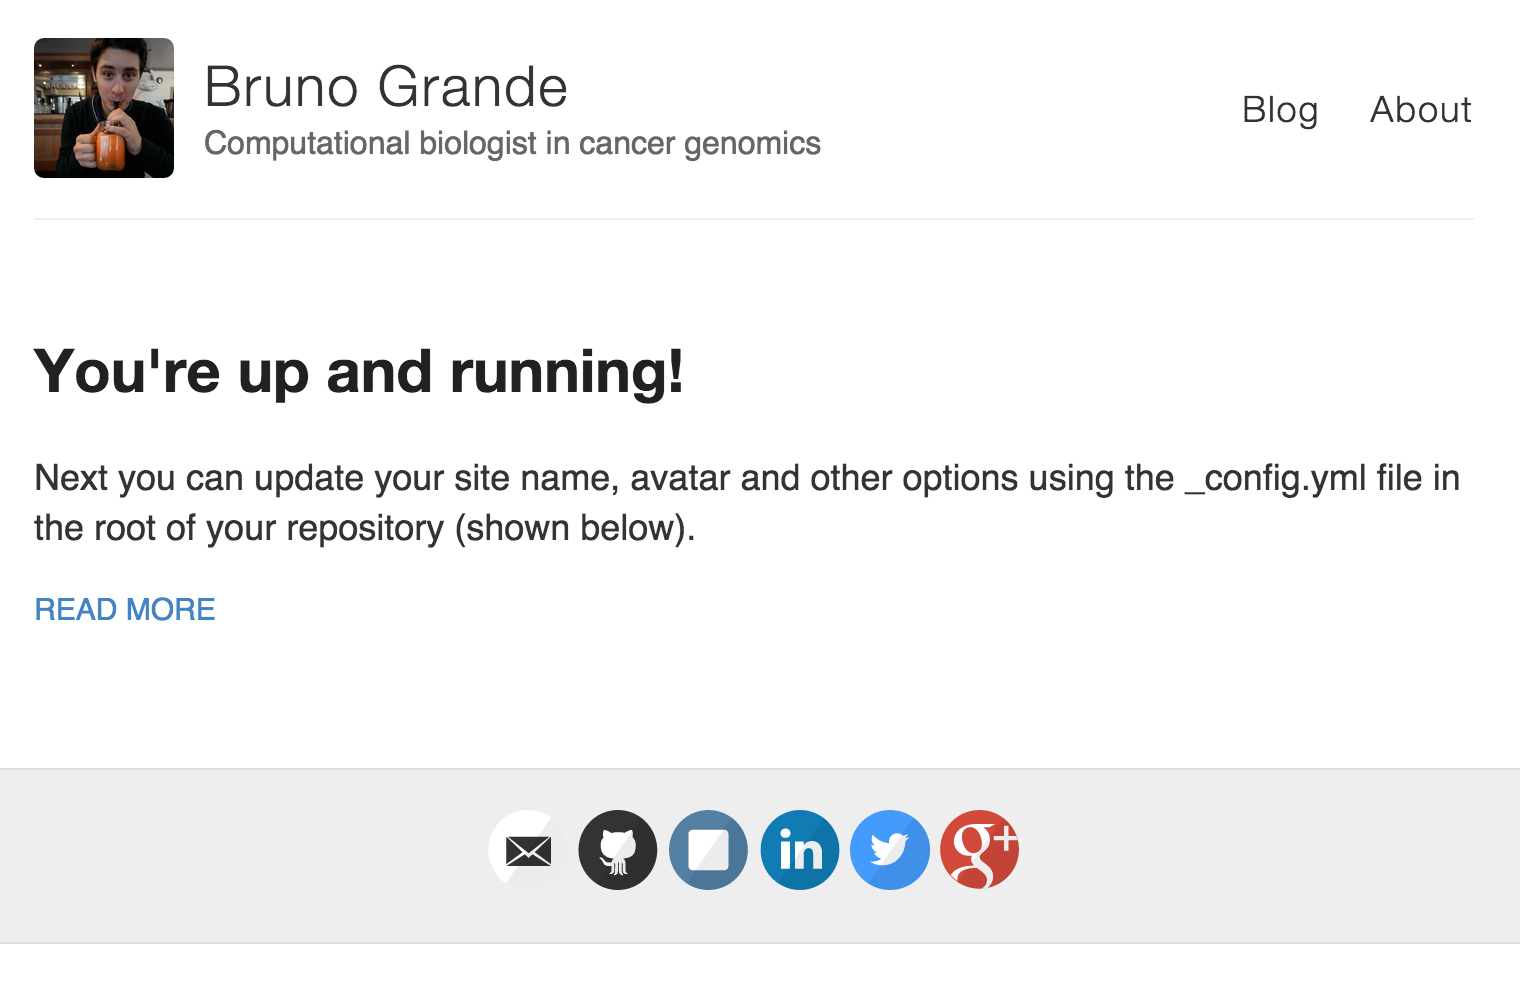 Bruno Grande
Computational biologist in cancer genomics
Blog About
You're up and running!
Next you can update your site name, avatar and other options using the _config.yml file in
the root of your repository (shown below).
READ MORE
in
g+